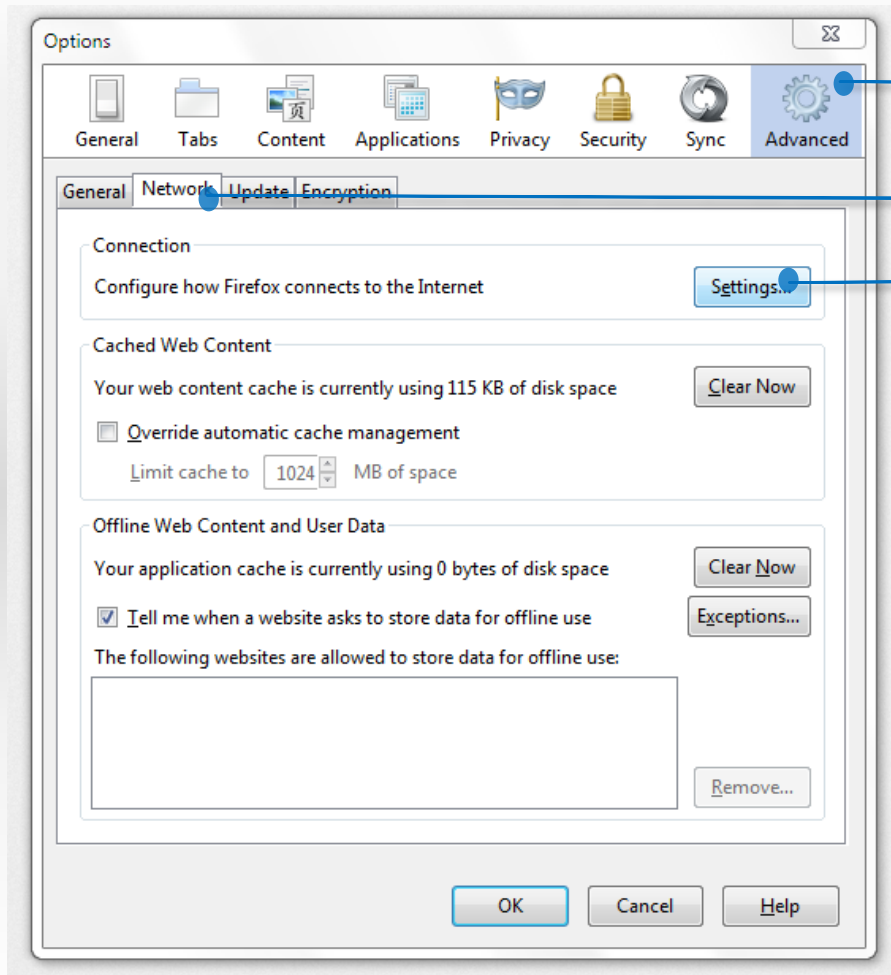 Options
General Tabs Content Applications Privacy Security Sync Advanced
页
General Network Update Encryption
Connection
Configure how Firefox connects to the Internet Settings...
Cached Web Content
Your web content cache is currently using 115 KB of disk space Clear Now
Override automatic cache management
Limit cache to 1024 MB of space
Offline Web Content and User Data
Your application cache is currently using 0 bytes of disk space Clear Now
Tell me when a website asks to store data for offline use Exceptions...
The following websites are allowed to store data for offline use:
Remove...
OK Cancel Help